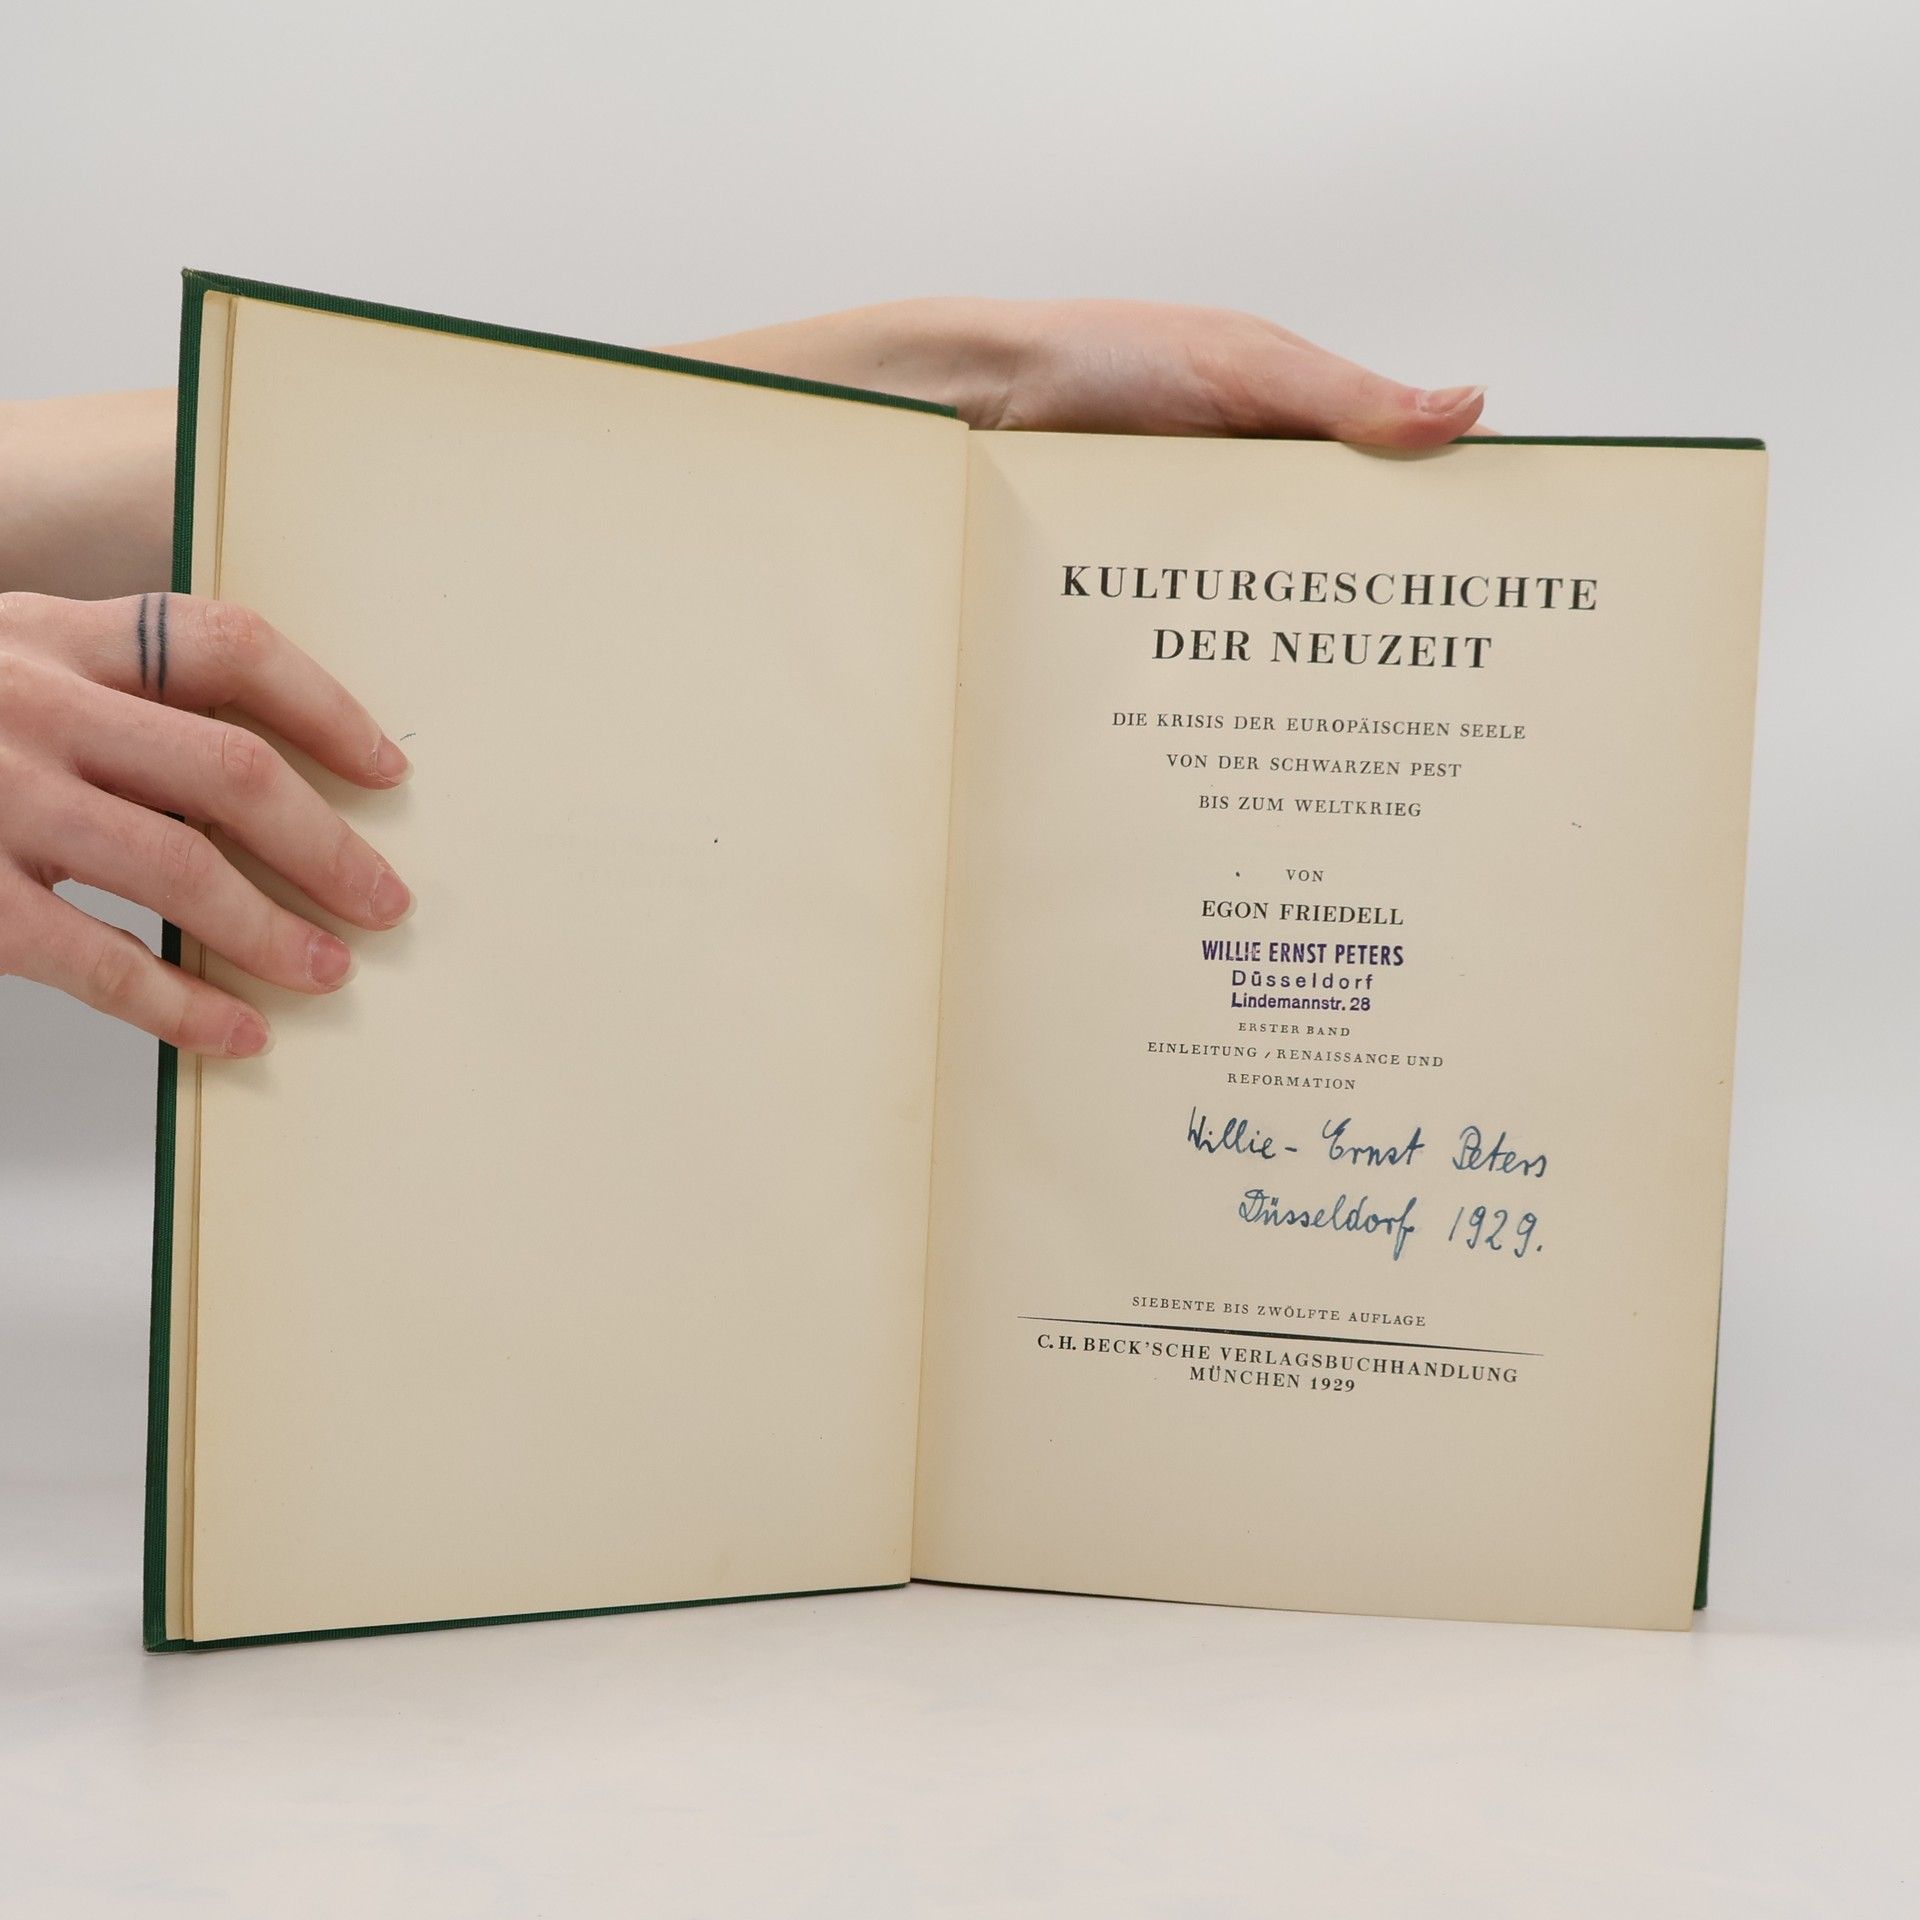 KULTURGESCHICHTE
DER NEUZEIT
DIE KRISIS DER EUROPÄISCHEN SEELE
VON DER SCHWARZEN PEST
BIS ZUM WELTKRIEG
VON
EGON FRIEDELL
WILLIE ERNST PETERS
Düsseldorf
Lindemannstr. 28
ERSTER BAND
EINLEITUNG / RENAISSANCE UND
REFORMATION
Willie-Ernst Peters
Düsseldorf 1929.
SIEBENTE BIS ZWÖLFTE AUFLAGE
C. H. BECK'SCHE VERLAGSBUCHHANDLUNG
MÜNCHEN 1929